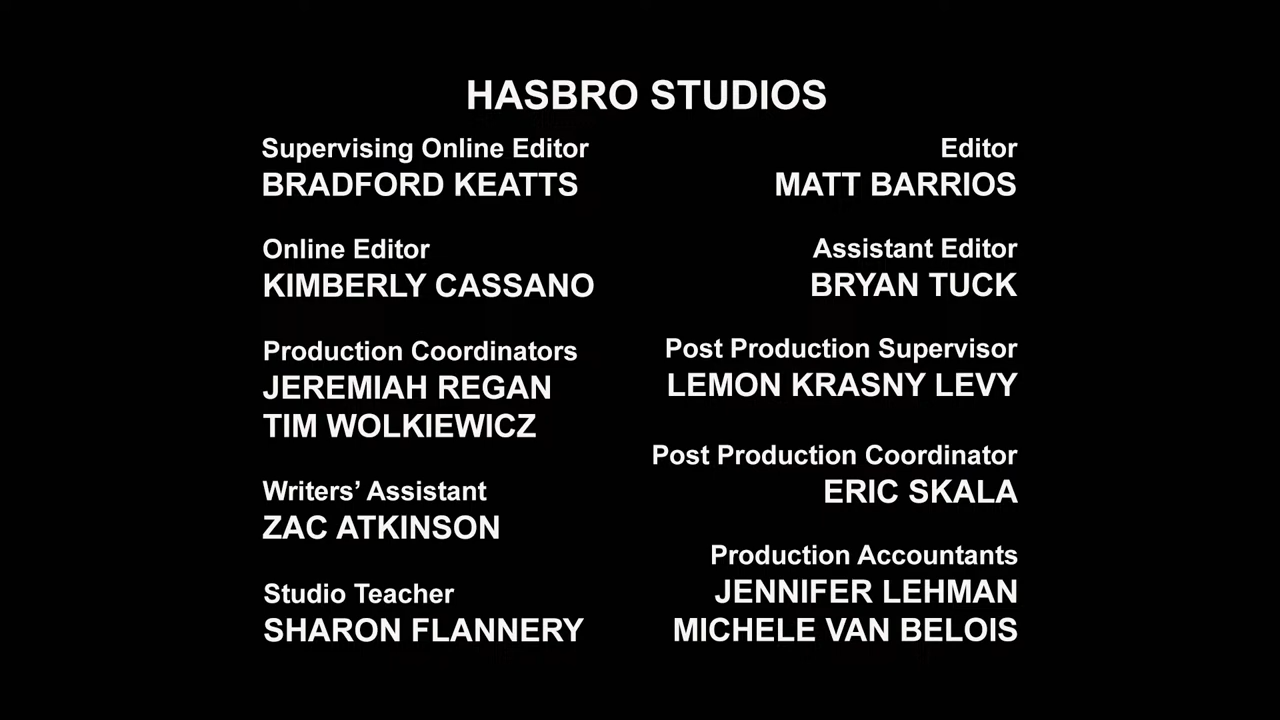 HASBRO STUDIOS
Supervising Online Editor
BRADFORD KEATTS
Online Editor
KIMBERLY CASSANO
Production Coordinators
JEREMIAH REGAN
TIM WOLKIEWICZ
Writers’ Assistant
ZAC ATKINSON
Studio Teacher
SHARON FLANNERY
Editor
MATT BARRIOS
Assistant Editor
BRYAN TUCK
Post Production Supervisor
LEMON KRASNY LEVY
Post Production Coordinator
ERIC SKALA
Production Accountants
JENNIFER LEHMAN
MICHELE VAN BELOIS